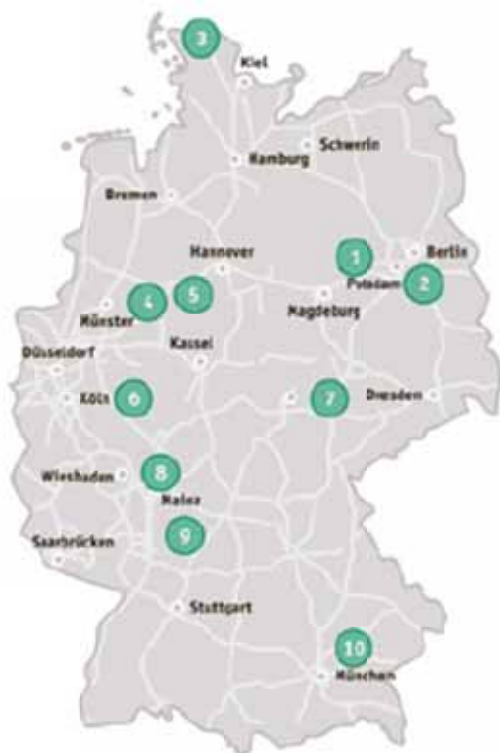 3
Kiel
Schwerin
Hamburg
Bremen
Hannover
1
Berlin
Potsdam
2
4
5
Magdeburg
Münster
Kassel
Düsseldorf
Köln
6
7
Dresden
8
Wiesbaden
Mainz
Saarbrücken
9
Stuttgart
10
München